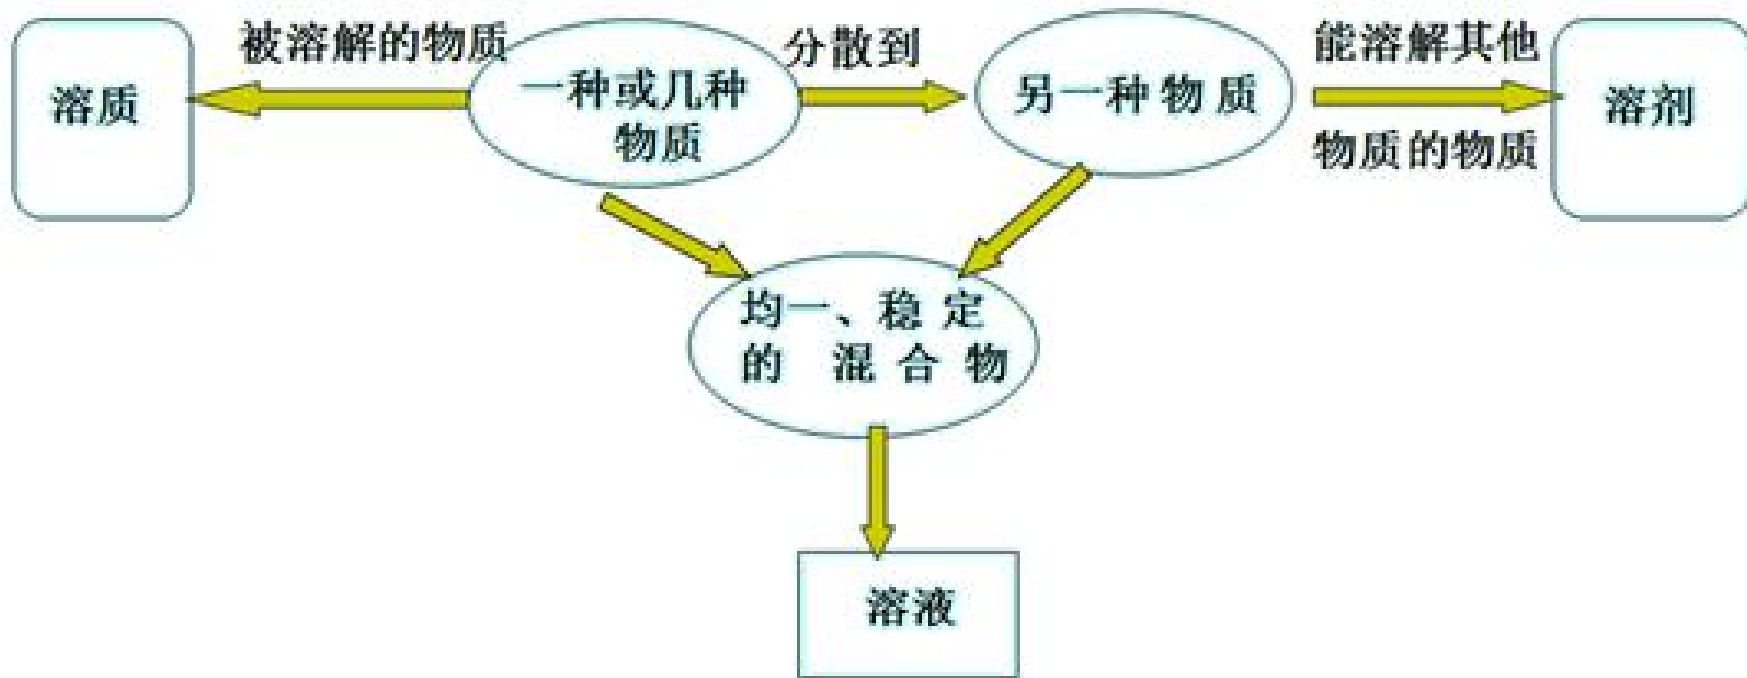 溶质
被溶解的物质
一种或几种
物质
分散到
另一种物质
能溶解其他
物质的物质
溶剂
均一、稳定
的 混合物
溶液